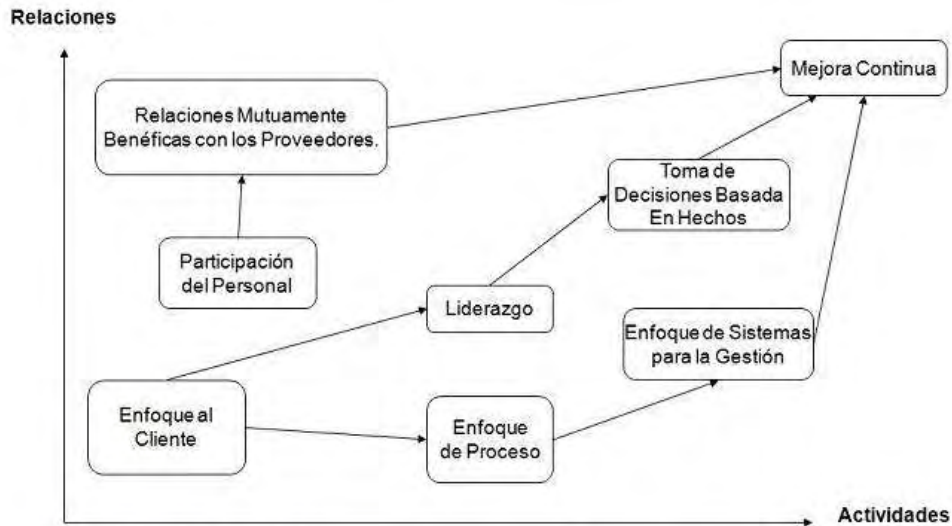 Relaciones
Mejora Continua
Relaciones Mutuamente
Benéficas con los Proveedores.
Toma de
Decisiones Basada
En Hechos
Participación
del Personal
Liderazgo
Enfoque de Sistemas
para la Gestión
Enfoque al
Cliente
Enfoque
de Proceso
Actividades